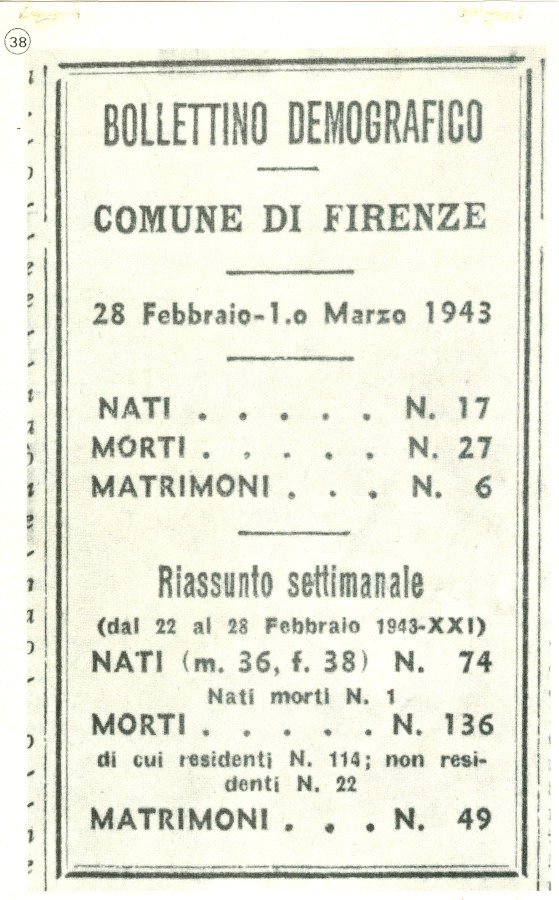 38
BOLLETTINO DEMOGRAFICO
COMUNE DI FIRENZE
28 Febbraio-1.o Marzo 1943
NATI . . . . . N. 17
MORTI . . . . . N. 27
MATRIMONI . . . N. 6
Riassunto settimanale
(dal 22 al 28 Febbraio 1943-XXI)
NATI (m. 36, f. 38) N. 74
Nati morti N. 1
MORTI . . . . . N. 136
di cui residenti N. 114; non resi-
denti N. 22
MATRIMONI . . . N. 49